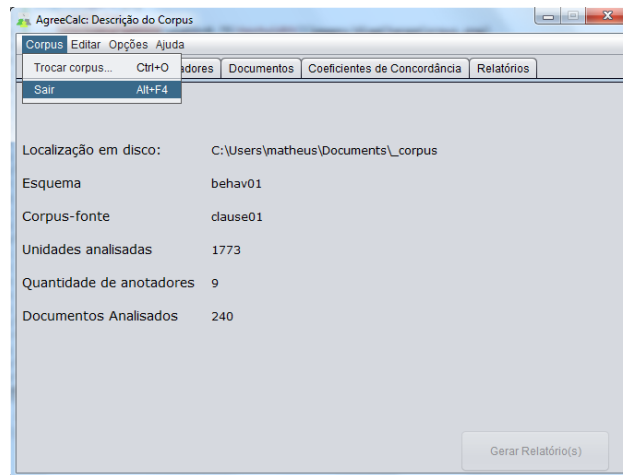 AgreeCalc: Descrição do Corpus
Corpus Editar Opções Ajuda
Trocar corpus... Ctrl+O
Documentos Coeficientes de Concordância Relatórios
Sair Alt+F4
Localização em disco: C:\Users\matheus\Documents\_corpus
Esquema behav01
Corpus-fonte clause01
Unidades analisadas 1773
Quantidade de anotadores 9
Documentos Analisados 240
Gerar Relatório(s)